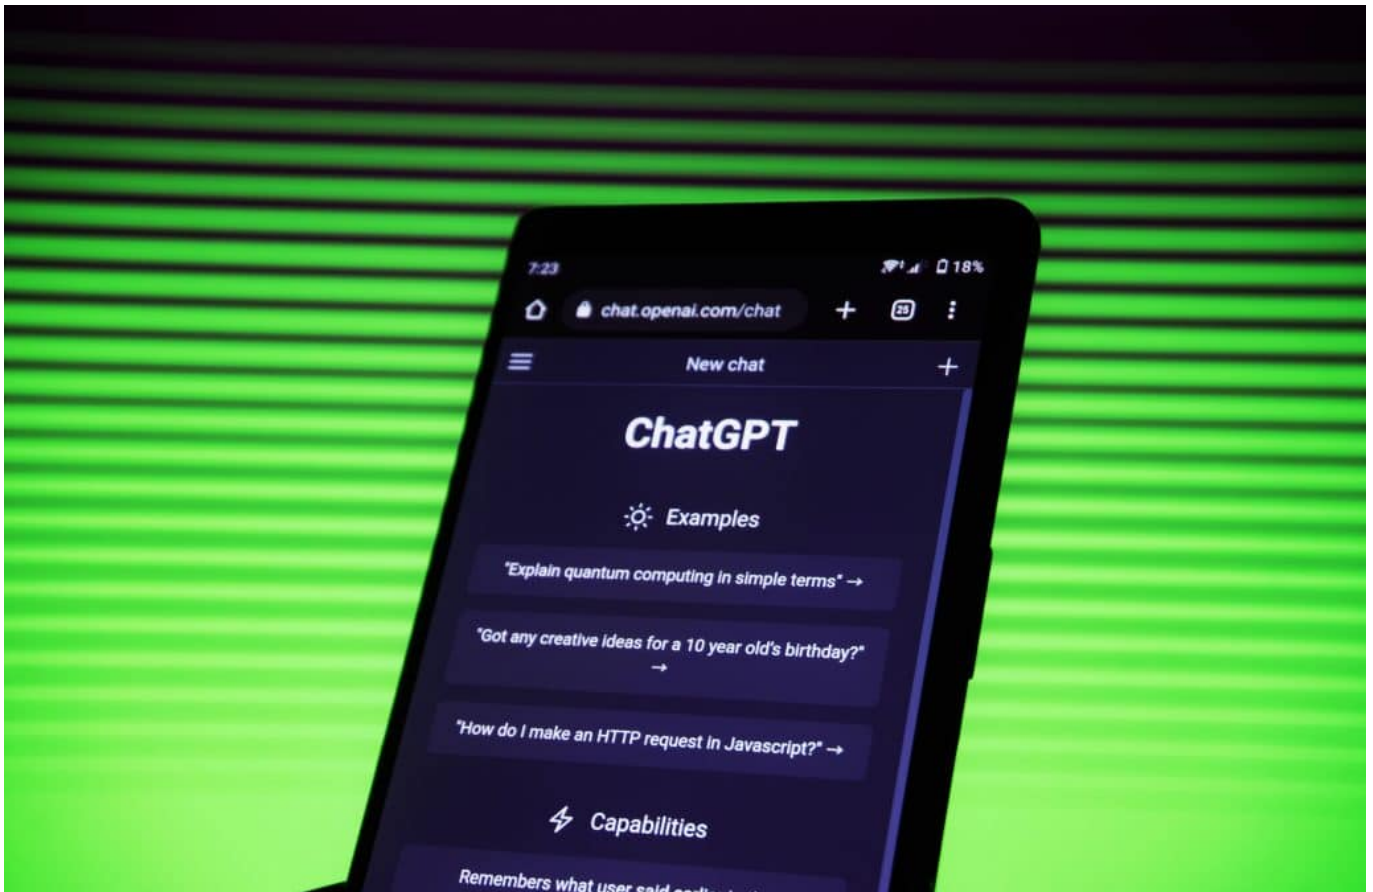 7:23
18%
chat.openai.com/chat
25
New chat
ChatGPT
Examples
"Explain quantum computing in simple terms" →
"Got any creative ideas for a 10 year old's birthday?"
→
"How do I make an HTTP request in Javascript?" →
Capabilities
Remembers what user said